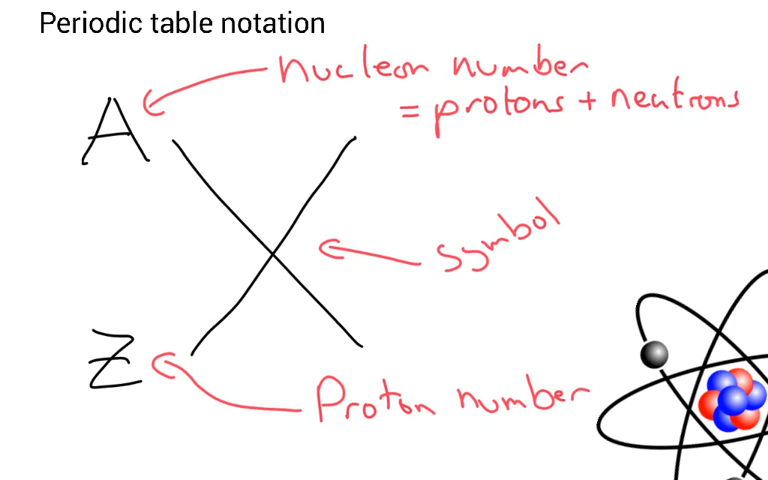 Periodic table notation
nucleon number
= protons + neutrons
A
X
symbol
Z
Proton number